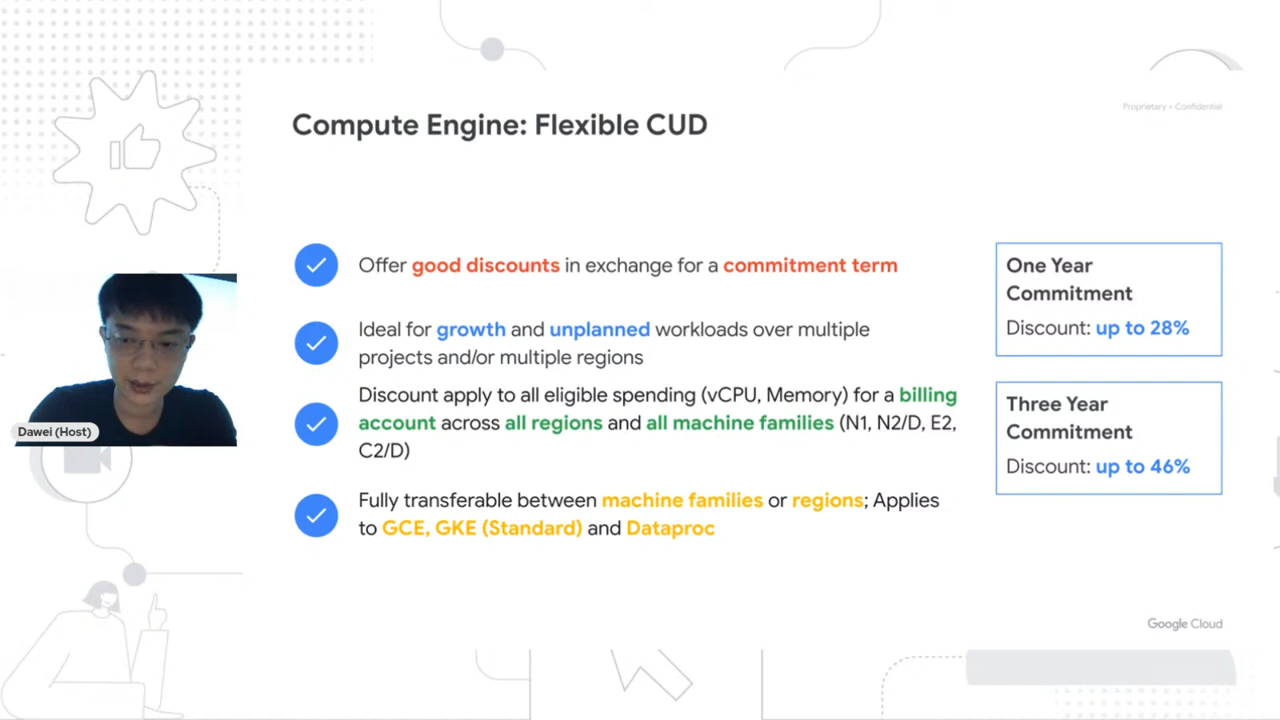 Proprietary + Confidential
Compute Engine: Flexible CUD
Offer good discounts in exchange for a commitment term
Ideal for growth and unplanned workloads over multiple
projects and/or multiple regions
Discount apply to all eligible spending (vCPU, Memory) for a billing
account across all regions and all machine families (N1, N2/D, E2,
C2/D)
Fully transferable between machine families or regions; Applies
to GCE, GKE (Standard) and Dataproc
One Year
Commitment
Discount: up to 28%
Three Year
Commitment
Discount: up to 46%
Dawei (Host)
Google Cloud